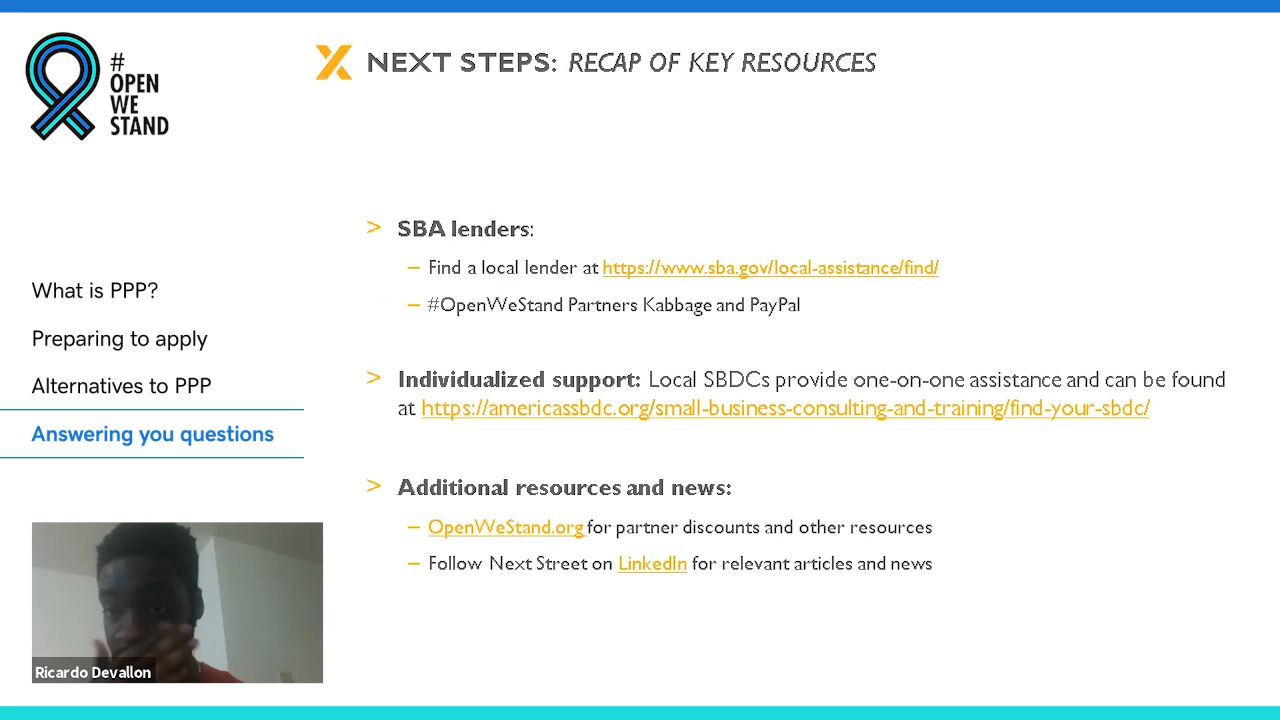 #
OPEN
WE
STAND
NEXT STEPS: RECAP OF KEY RESOURCES
What is PPP?
Preparing to apply
Alternatives to PPP
Answering you questions
> SBA lenders:
– Find a local lender at https://www.sba.gov/local-assistance/find/
– #OpenWeStand Partners Kabbage and PayPal
> Individualized support: Local SBDCs provide one-on-one assistance and can be found
at https://americassbdc.org/small-business-consulting-and-training/find-your-sbdc/
> Additional resources and news:
– OpenWeStand.org for partner discounts and other resources
– Follow Next Street on LinkedIn for relevant articles and news
Ricardo Devallon